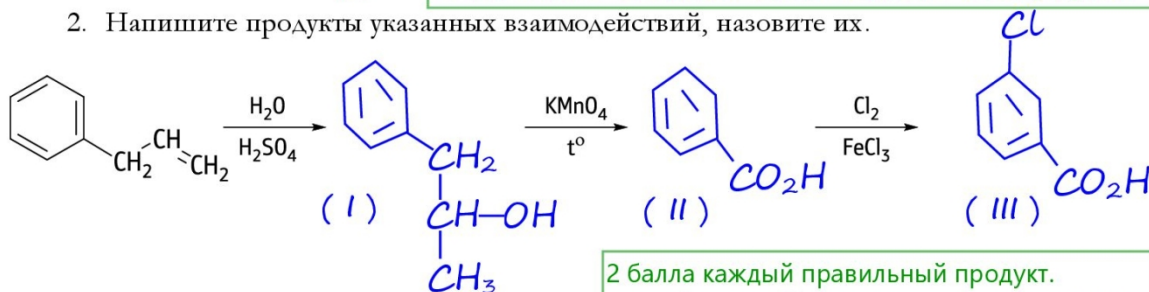 2. Напишите продукты указанных взаимодействий, назовите их.
Cl
CH CH₂ CH₂
H₂O
H₂SO₄
CH₂
CH—OH
CH₃
(I)
KMnO₄
t°
CO₂H
(II)
Cl₂
FeCl₃
CO₂H
(III)
2 балла каждый правильный продукт.